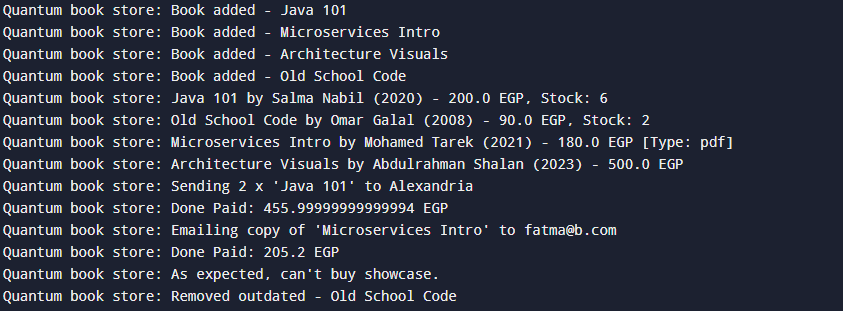 Quantum book store: Book added - Java 101
Quantum book store: Book added - Microservices Intro
Quantum book store: Book added - Architecture Visuals
Quantum book store: Book added - Old School Code
Quantum book store: Java 101 by Salma Nabil (2020) - 200.0 EGP, Stock: 6
Quantum book store: Old School Code by Omar Galal (2008) - 90.0 EGP, Stock: 2
Quantum book store: Microservices Intro by Mohamed Tarek (2021) - 180.0 EGP [Type: pdf]
Quantum book store: Architecture Visuals by Abdulrahman Shalan (2023) - 500.0 EGP
Quantum book store: Sending 2 x 'Java 101' to Alexandria
Quantum book store: Done Paid: 455.99999999999994 EGP
Quantum book store: Emailing copy of 'Microservices Intro' to fatma@b.com
Quantum book store: Done Paid: 205.2 EGP
Quantum book store: As expected, can't buy showcase.
Quantum book store: Removed outdated - Old School Code